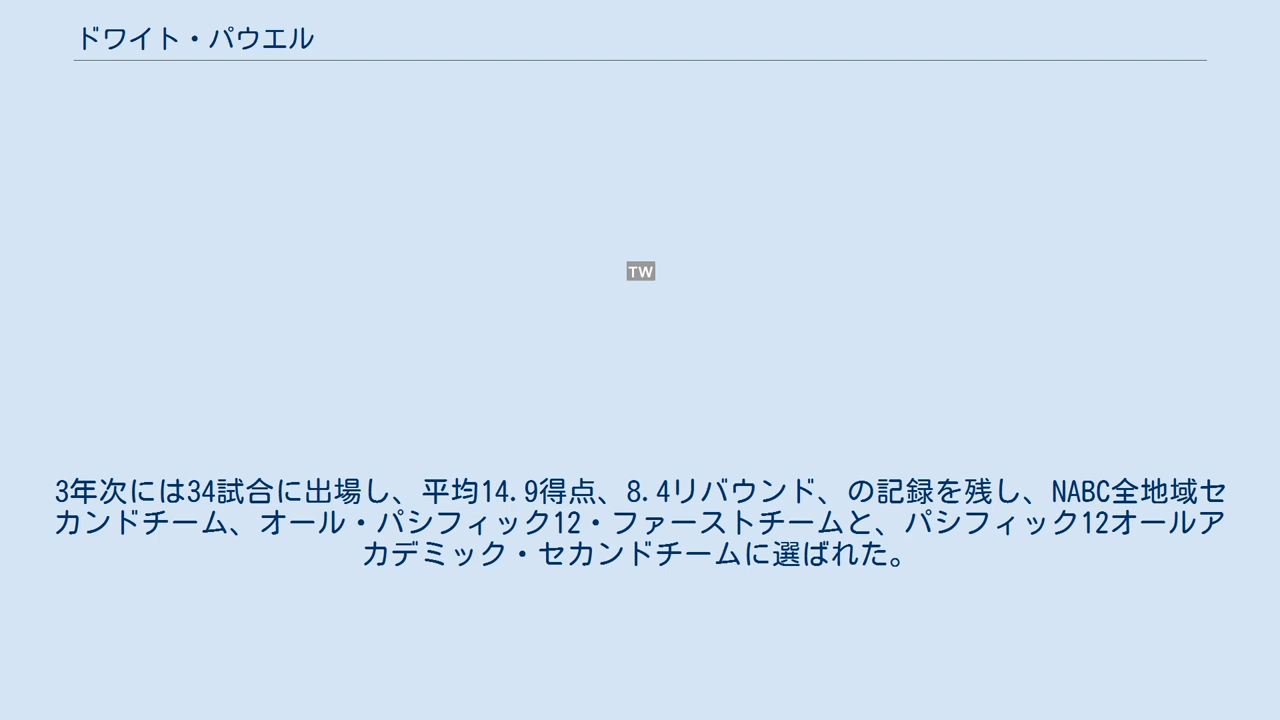 ドワイト・パウエル
TW
3年次には34試合に出場し、平均14.9得点、8.4リバウンド、の記録を残し、NABC全地域セ
カンドチーム、オール・パシフィック12・ファーストチームと、パシフィック12オールア
カデミック・セカンドチームに選ばれた。